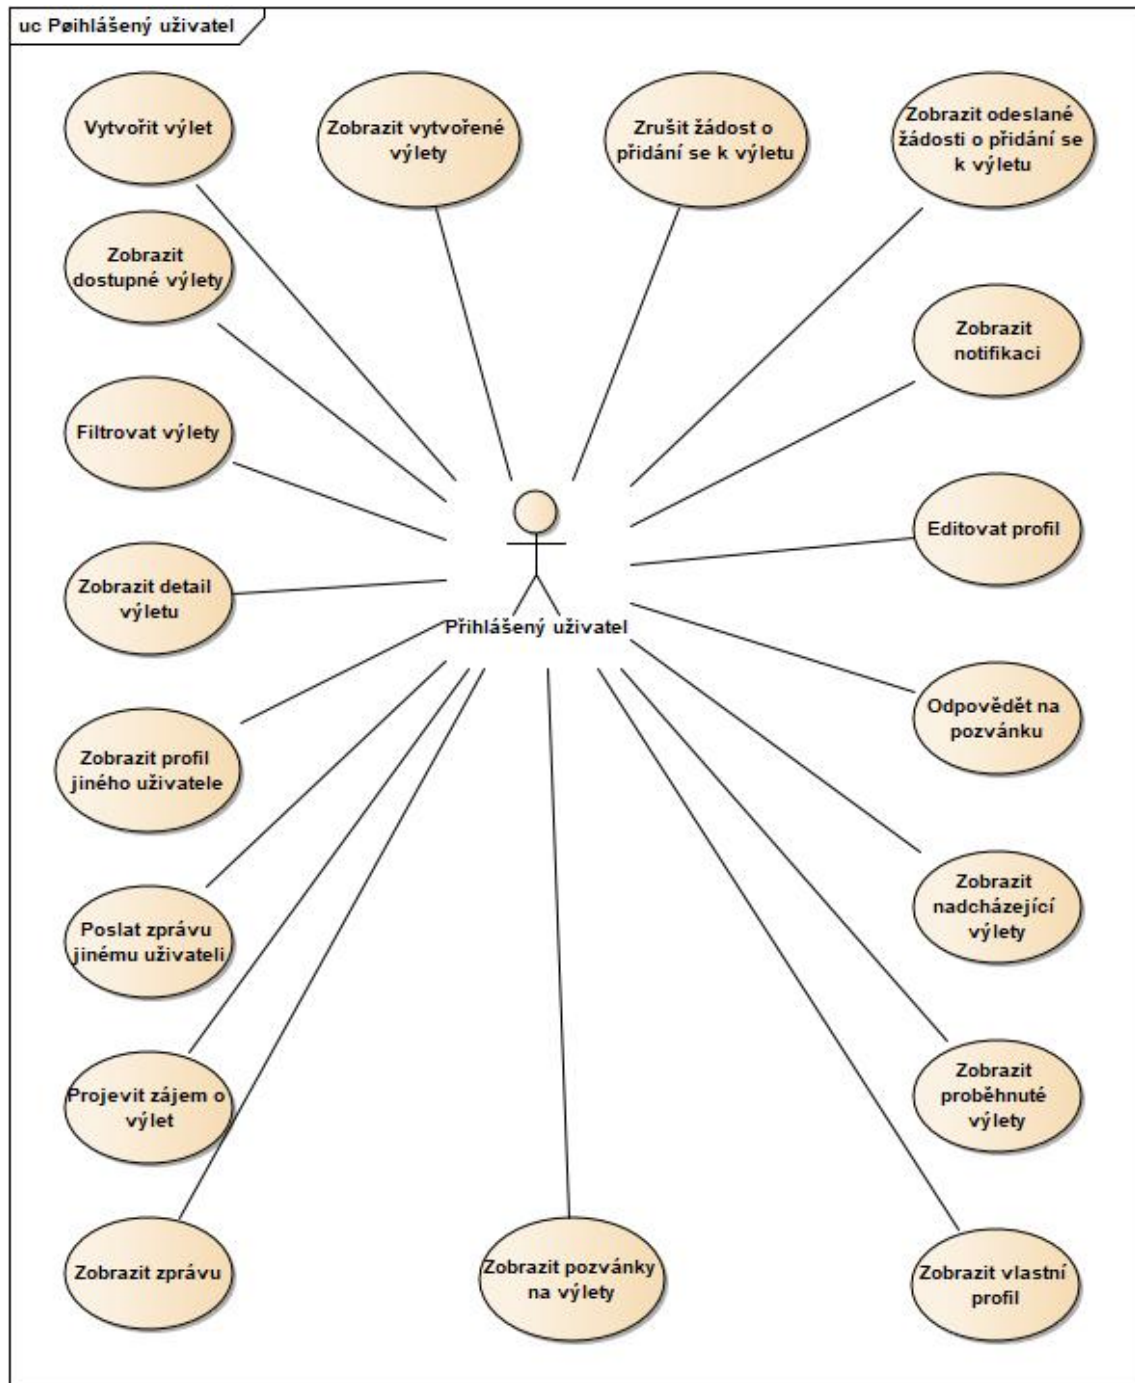 uc Pøihlášený uživatel
Vytvořit výlet
Zobrazit vytvořené
výlety
Zrušit žádost o
přidání se k výletu
Zobrazit odeslané
žádosti o přidání se
k výletu
Zobrazit
dostupné výlety
Zobrazit
notifikaci
Filtrovat výlety
Editovat profil
Zobrazit detail
výletu
Přihlášený uživatel
Odpovědět na
pozvánku
Zobrazit profil
jiného uživatele
Zobrazit
nadcházející
výlety
Poslat zprávu
jinému uživateli
Projevit zájem o
výlet
Zobrazit
proběhnuté
výlety
Zobrazit zprávu
Zobrazit pozvánky
na výlety
Zobrazit vlastní
profil